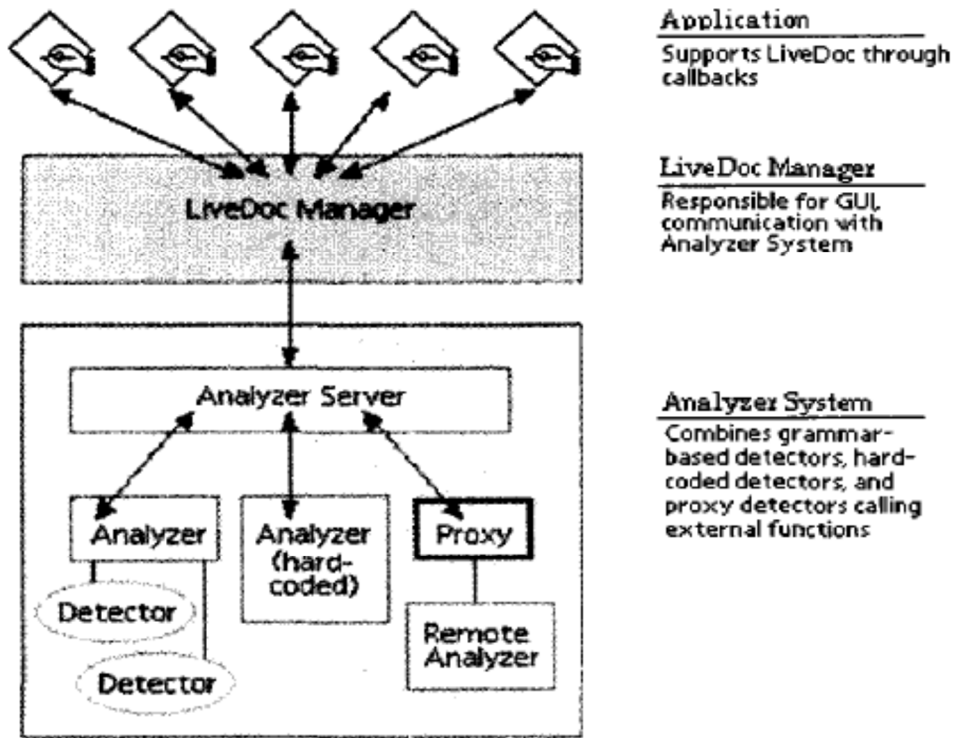 Application
Supports LiveDoc through
callbacks
LiveDoc Manager
LiveDoc Manager
Responsible for GUI,
communication with
Analyzer System
Analyzer Server
Analyzer System
Combines grammar-
based detectors, hard-
coded detectors, and
proxy detectors calling
external functions
Analyzer
Analyzer
(hard-
coded)
Proxy
Detector
Detector
Remote
Analyzer